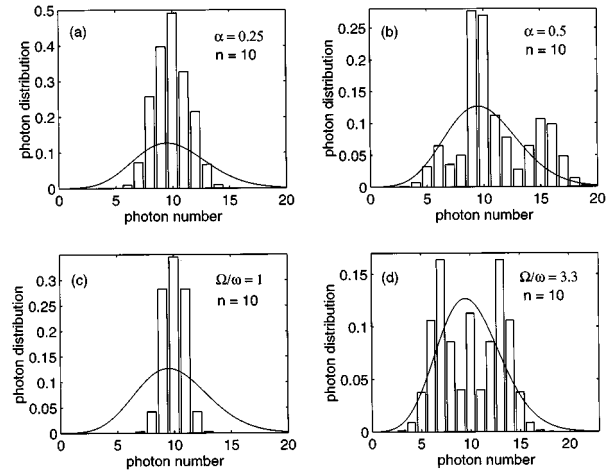 (a)
α = 0.25
n = 10
photon distribution
0.5
0.4
0.3
0.2
0.1
0
0 5 10 15 20
photon number
(b)
α = 0.5
n = 10
photon distribution
0.25
0.2
0.15
0.1
0.05
0
0 5 10 15 20
photon number
(c)
Ω/ω = 1
n = 10
photon distribution
0.3
0.25
0.2
0.15
0.1
0.05
0
0 5 10 15 20
photon number
(d)
Ω/ω = 3.3
n = 10
photon distribution
0.15
0.1
0.05
0
0 5 10 15 20
photon number